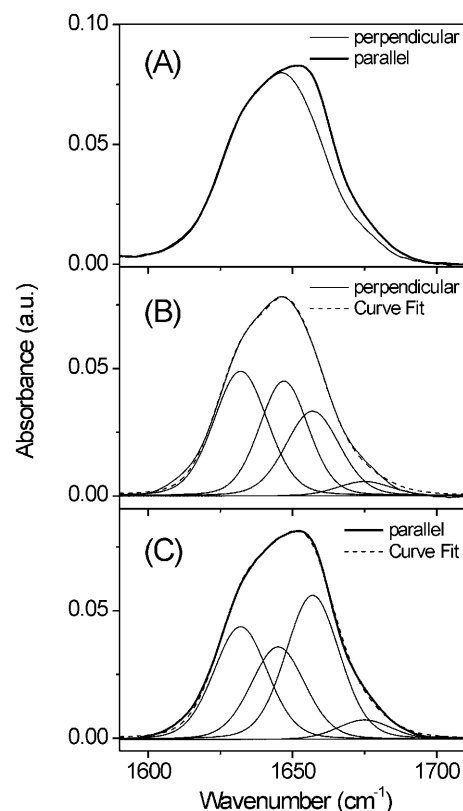 0.10
(A)
perpendicular
parallel
0.05
0.00
(B)
perpendicular
Curve Fit
0.05
0.00
(C)
parallel
Curve Fit
0.05
0.00
1600
1650
1700
Absorbance (a.u.)
Wavenumber (cm⁻¹)